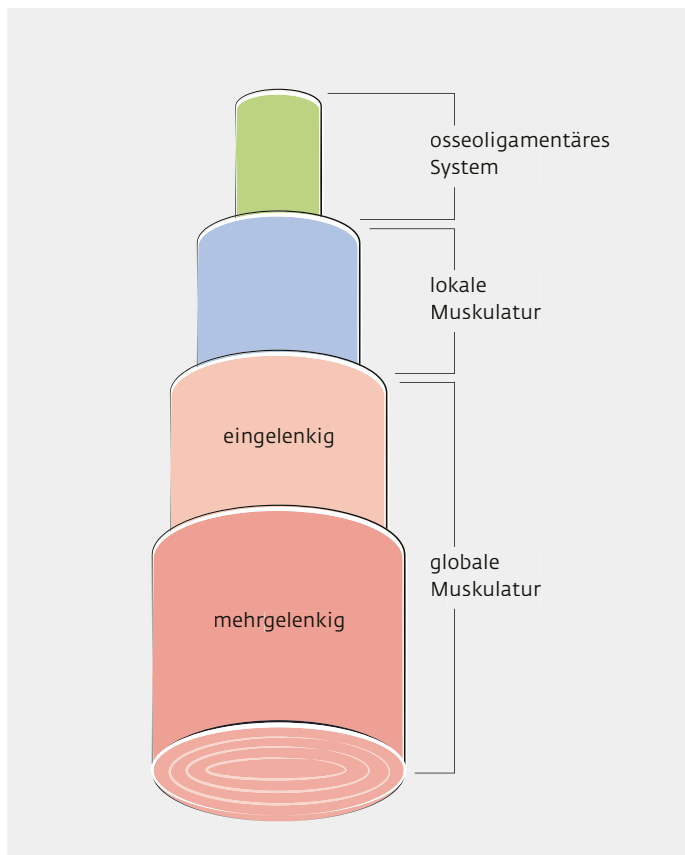 osseoligamentäres
System
lokale
Muskulatur
eingelenkig
globale
Muskulatur
mehrgelenkig